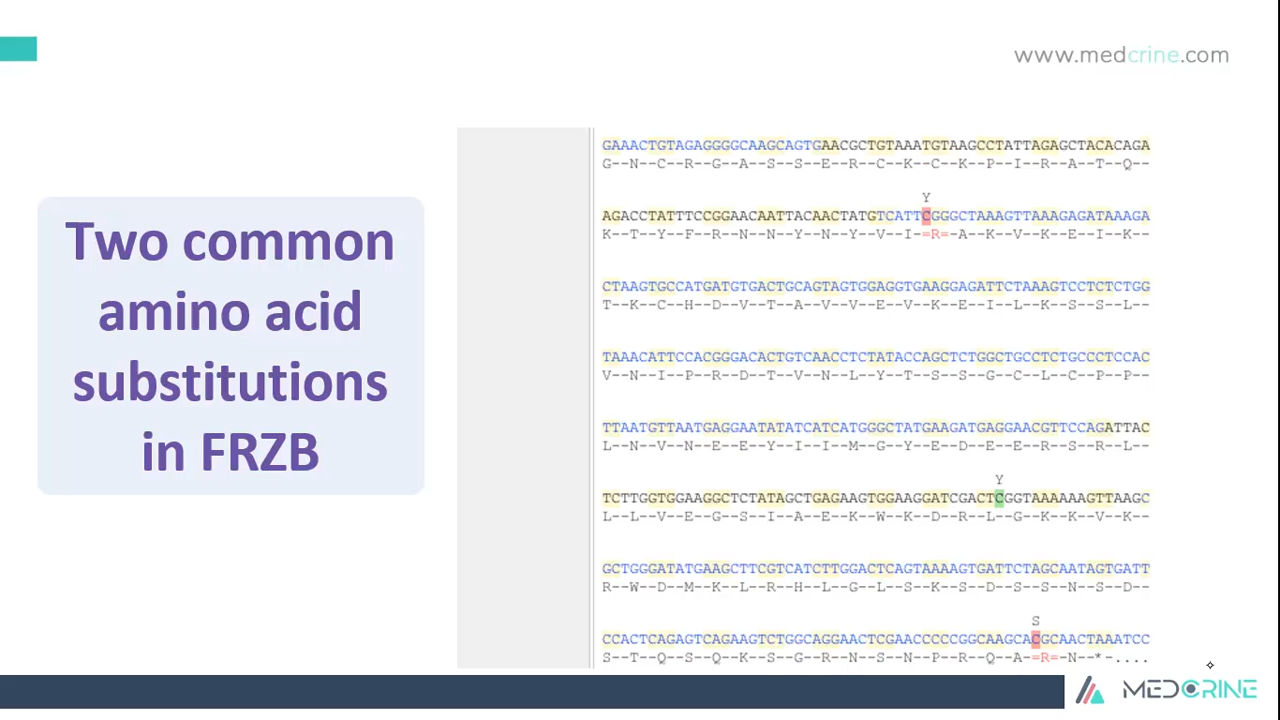 www.medcrine.com
Two common
amino acid
substitutions
in FRZB
GAAACTGTAGAGGGGCAAGCAGTGAACGCTGTAAATGTAAGCCTATTAGAGCTACACAGA
G--N--C--R--G--A--S--S--E--R--C--K--C--K--P--I--R--A--T--Q--
Y
AGACCTATTTCCGGAACAATTACAACTATGTCATTCGGGCTAAAGTTAAAGAGATAAAGA
K--T--Y--F--R--N--N--Y--N--Y--V--I-=R=-A--K--V--K--E--I--K--
CTAAGTGCCATGATGTGACTGCAGTAGTGGAGGTGAAGGAGATTCTAAAGTCCTCTCTGG
T--K--C--H--D--V--T--A--V--V--E--V--K--E--I--L--K--S--S--L--
TAAACATTCCACGGGACACTGTCAACCTCTATACCAGCTCTGGCTGCCTCTGCCCTCCAC
V--N--I--P--R--D--T--V--N--L--Y--T--S--S--G--C--L--C--P--P--
TTAATGTTAATGAGGAATATATCATCATGGGCTATGAAGATGAGGAACGTTCCAGATTAC
L--N--V--N--E--E--Y--I--I--M--G--Y--E--D--E--E--R--S--R--L--
Y
TCTTGGTGGAAGGCTCTATAGCTGAGAAGTGGAAGGATCGACTCGGTAAAAAAGTTAAGC
L--L--V--E--G--S--I--A--E--K--W--K--D--R--L--G--K--K--V--K--
GCTGGGATATGAAGCTTCGTCATCTTGGACTCAGTAAAAGTGATTCTAGCAATAGTGATT
R--W--D--M--K--L--R--H--L--G--L--S--K--S--D--S--S--N--S--D--
S
CCACTCAGAGTCAGAAGTCTGGCAGGAACTCGAACCCCCGGCAAGCACGCAACTAAATCC
S--T--Q--S--Q--K--S--G--R--N--S--N--P--R--Q--A-=R=-N--*-....
MEDCRINE